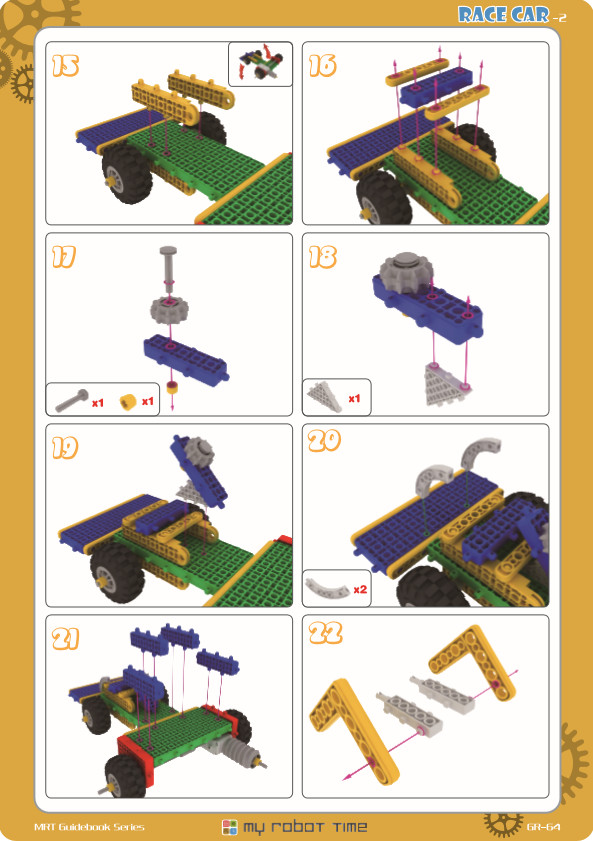 RACE CAR -2
15
16
17
x1
x1
18
x1
19
20
x2
21
22
MRT Guidebook Series
my robot time
GR-64